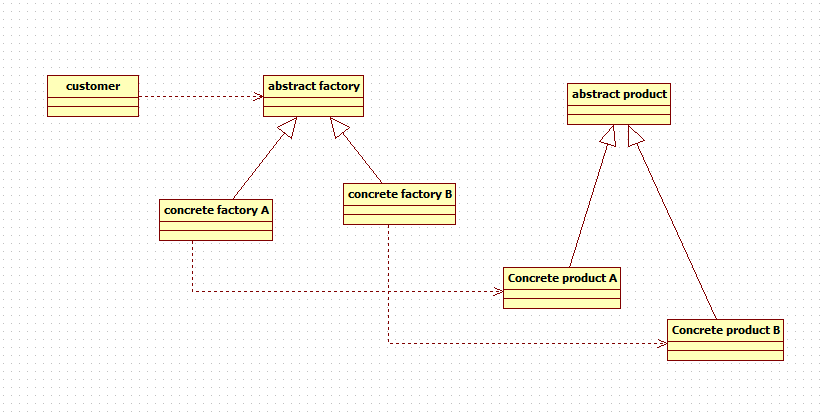 customer
abstract factory
abstract product
concrete factory A
concrete factory B
Concrete product A
Concrete product B